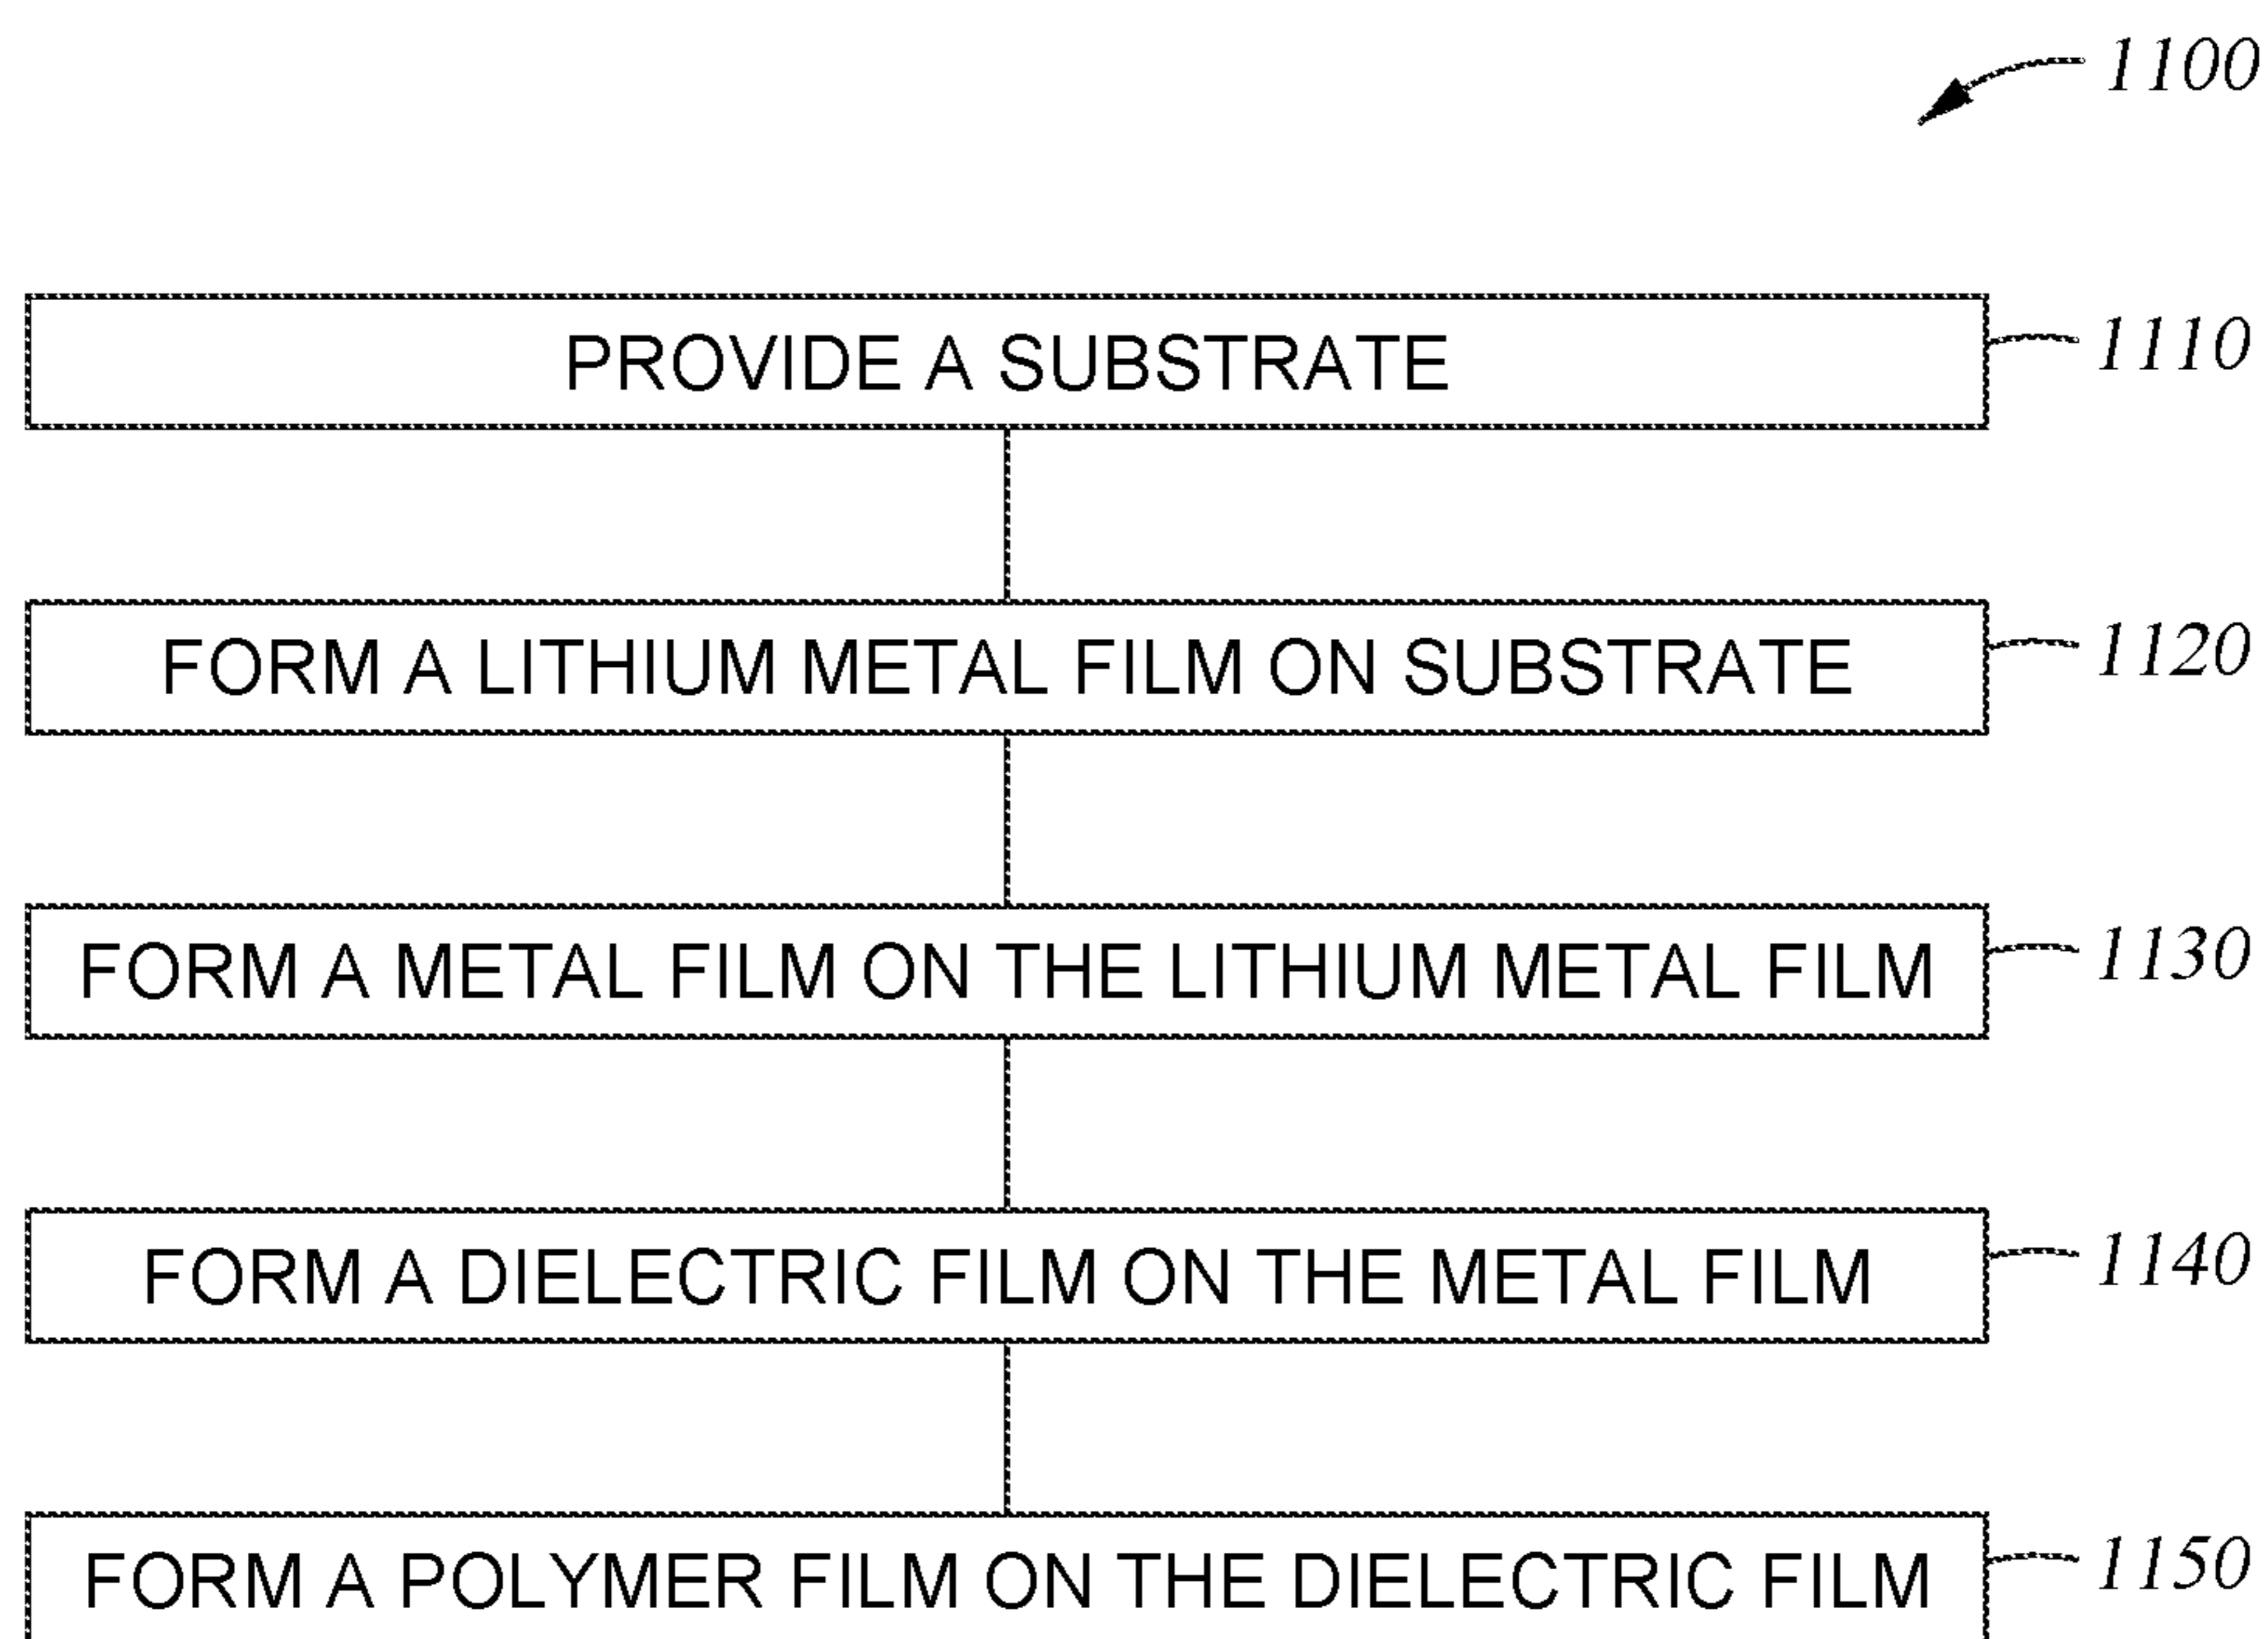 1100
PROVIDE A SUBSTRATE 1110
FORM A LITHIUM METAL FILM ON SUBSTRATE 1120
FORM A METAL FILM ON THE LITHIUM METAL FILM 1130
FORM A DIELECTRIC FILM ON THE METAL FILM 1140
FORM A POLYMER FILM ON THE DIELECTRIC FILM 1150